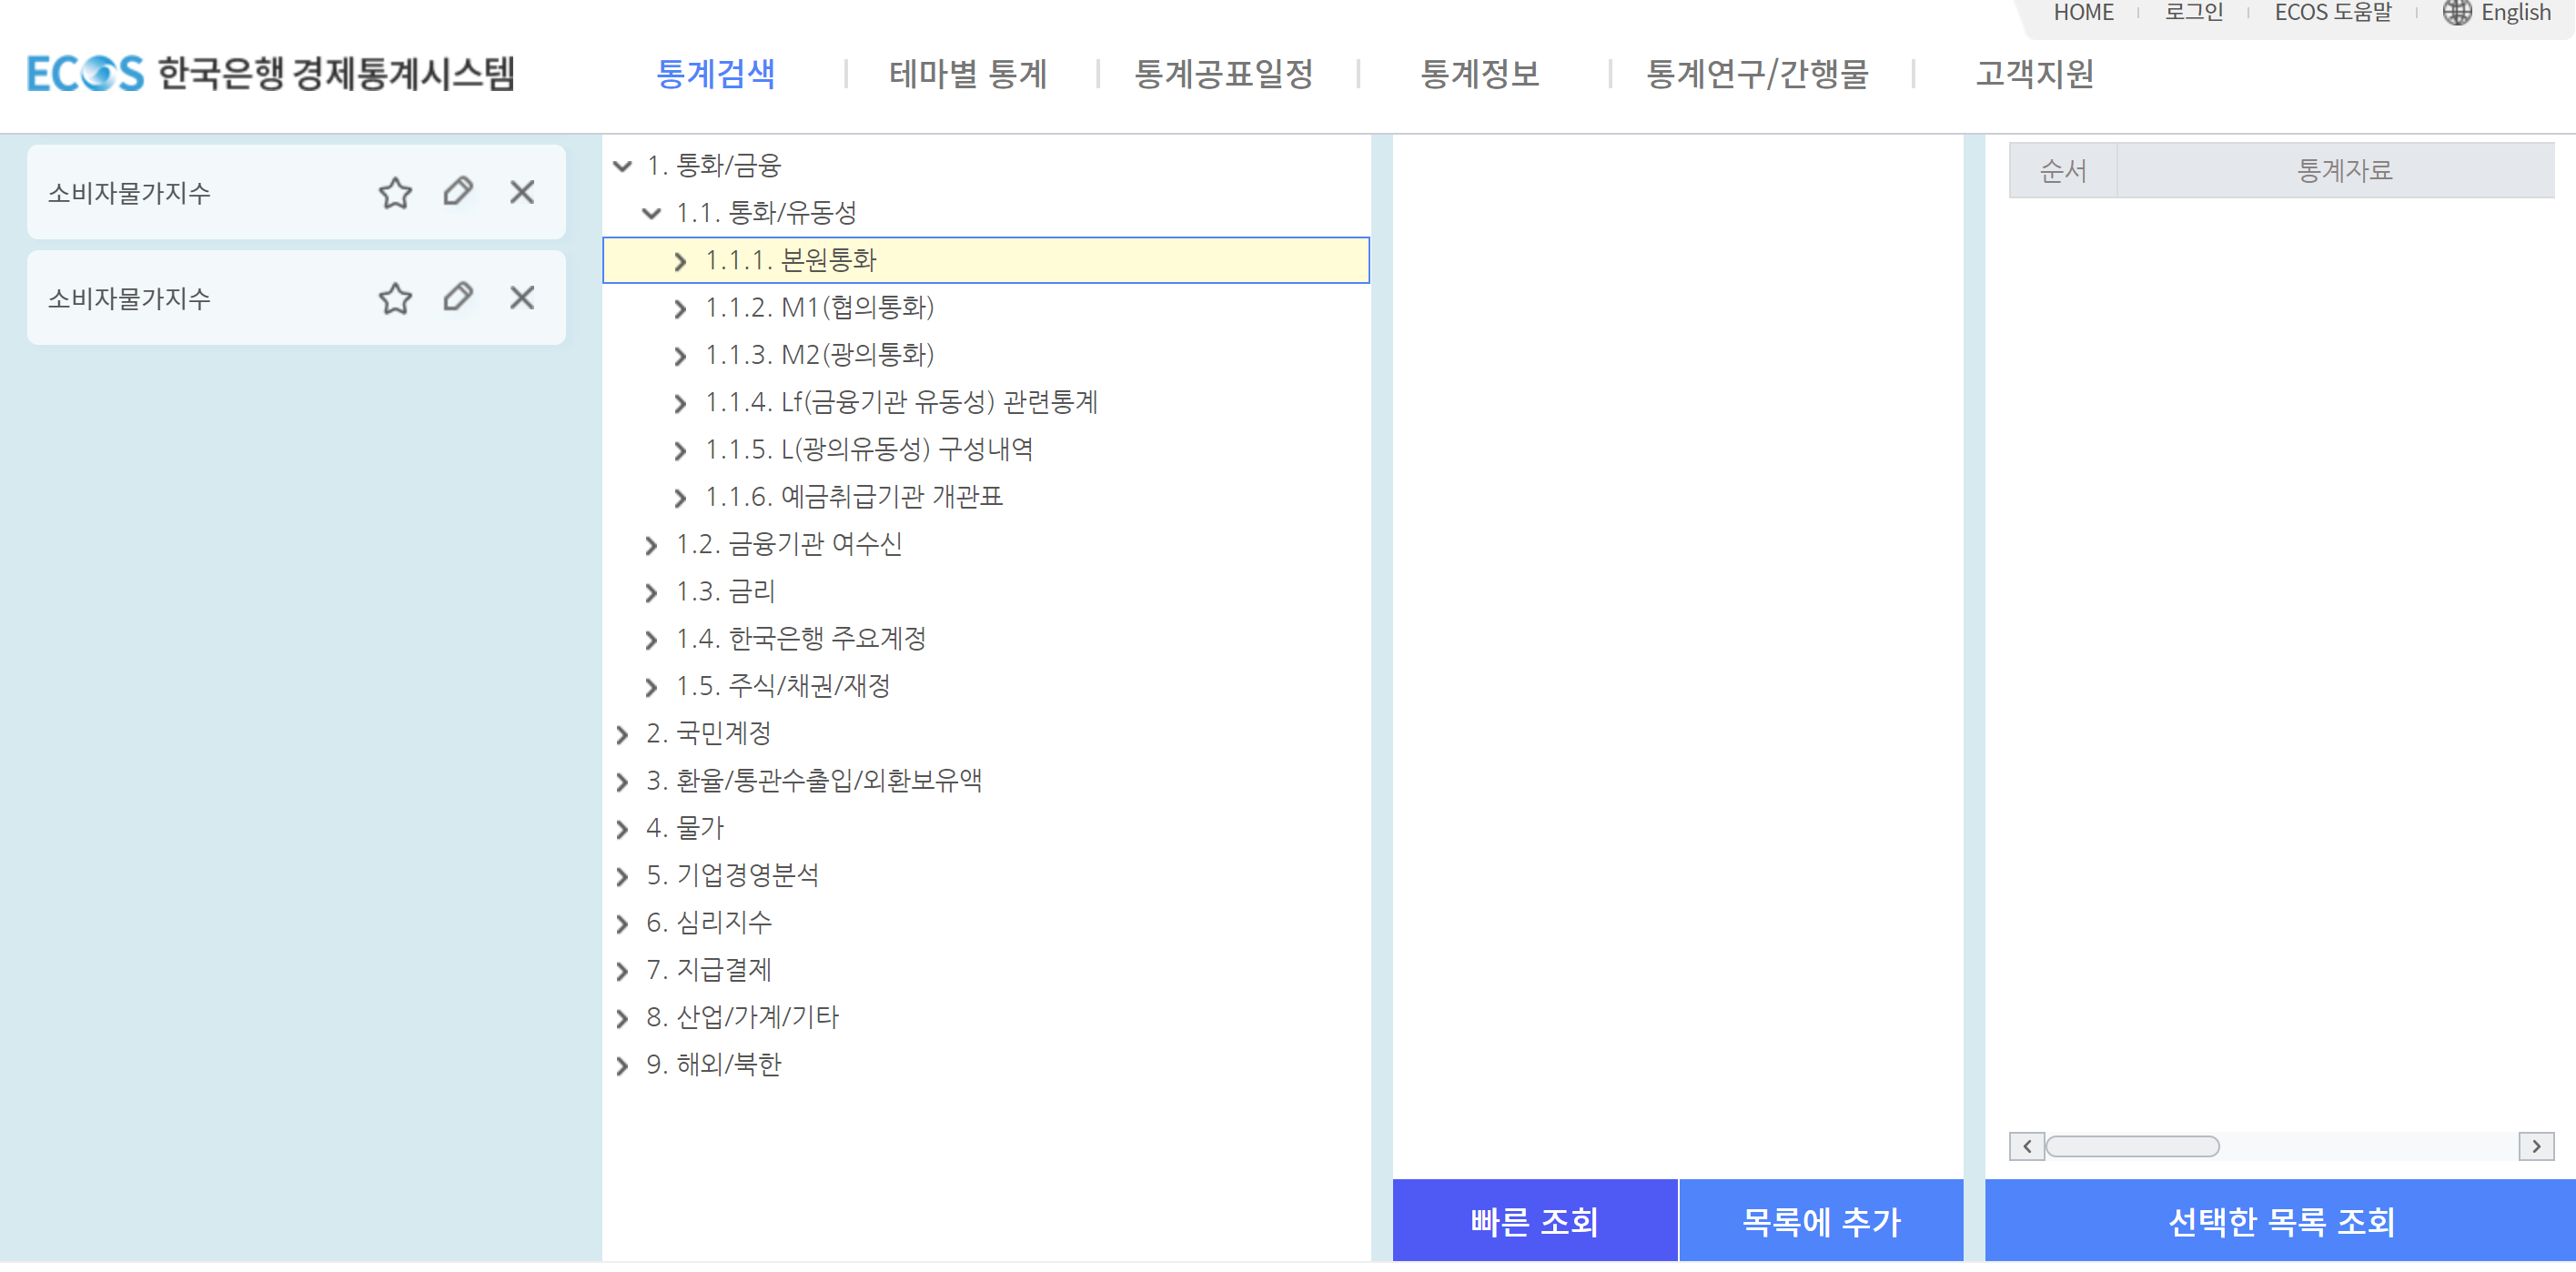 HOME
로그인
ECOS 도움말
English
ECOS 한국은행 경제통계시스템
통계검색
테마별 통계
통계공표일정
통계정보
통계연구/간행물
고객지원
소비자물가지수
소비자물가지수
1. 통화/금융
1.1. 통화/유동성
1.1.1. 본원통화
1.1.2. M1(협의통화)
1.1.3. M2(광의통화)
1.1.4. Lf(금융기관 유동성) 관련통계
1.1.5. L(광의유동성) 구성내역
1.1.6. 예금취급기관 개관표
1.2. 금융기관 여수신
1.3. 금리
1.4. 한국은행 주요계정
1.5. 주식/채권/재정
2. 국민계정
3. 환율/통관수출입/외환보유액
4. 물가
5. 기업경영분석
6. 심리지수
7. 지급결제
8. 산업/가계/기타
9. 해외/북한
빠른 조회
목록에 추가
순서
통계자료
선택한 목록 조회